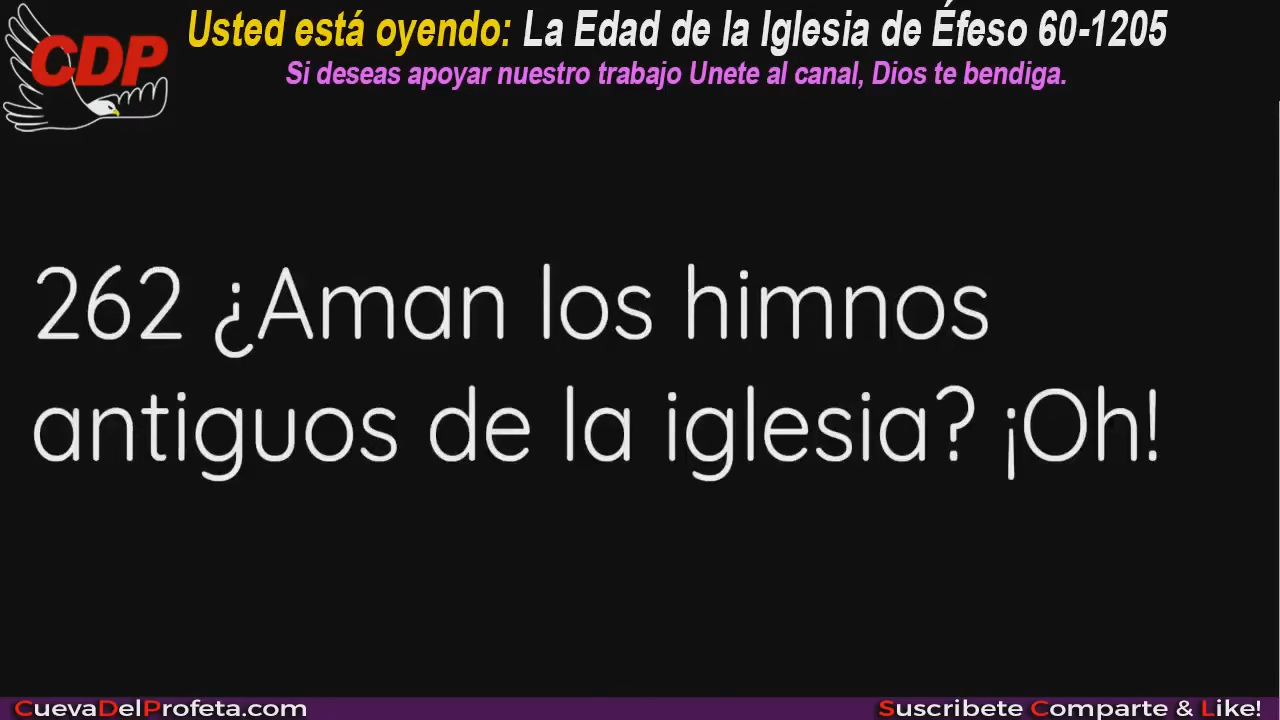 CDP
Usted está oyendo: La Edad de la Iglesia de Éfeso 60-1205
Si deseas apoyar nuestro trabajo Unete al canal, Dios te bendiga.
262 ¿Aman los himnos
antiguos de la iglesia? ¡Oh!
CuevaDelProfeta.com
Suscribete Comparte & Like!